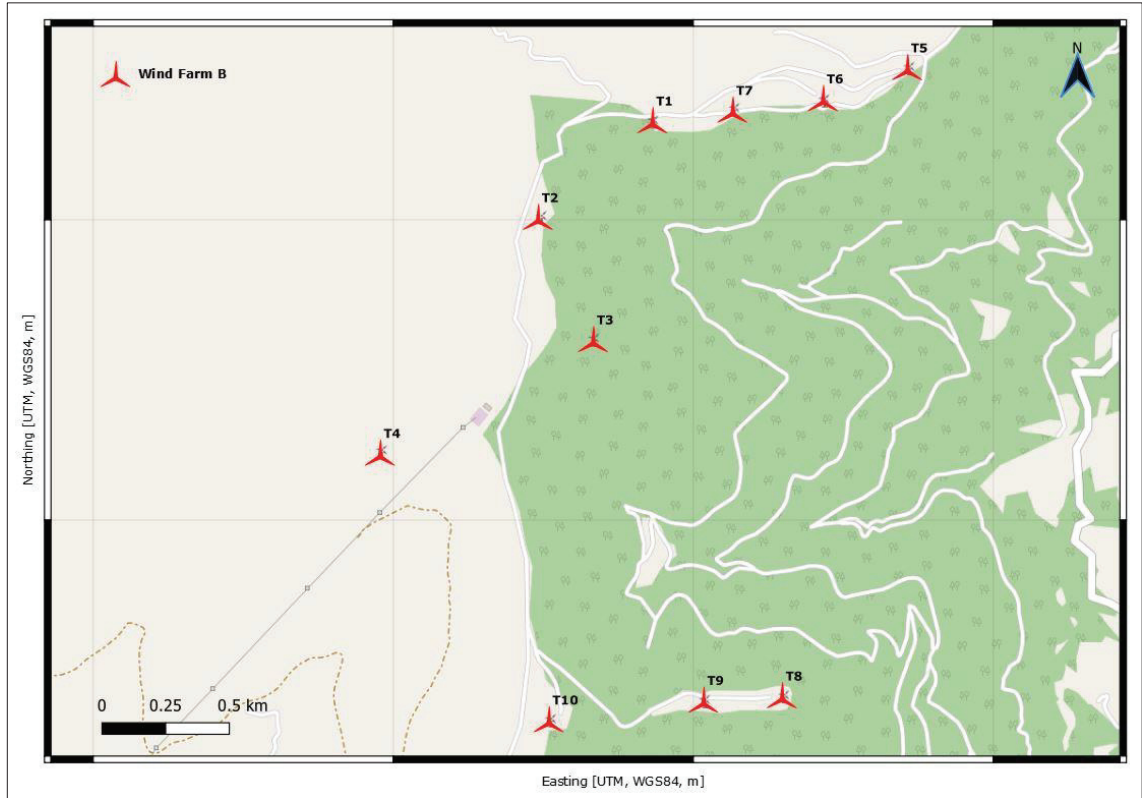 N
Wind Farm B
T5
T6
T7
T1
T2
T3
T4
T9
T8
T10
0 0.25 0.5 km
Northing [UTM, WGS84, m]
Easting [UTM, WGS84, m]